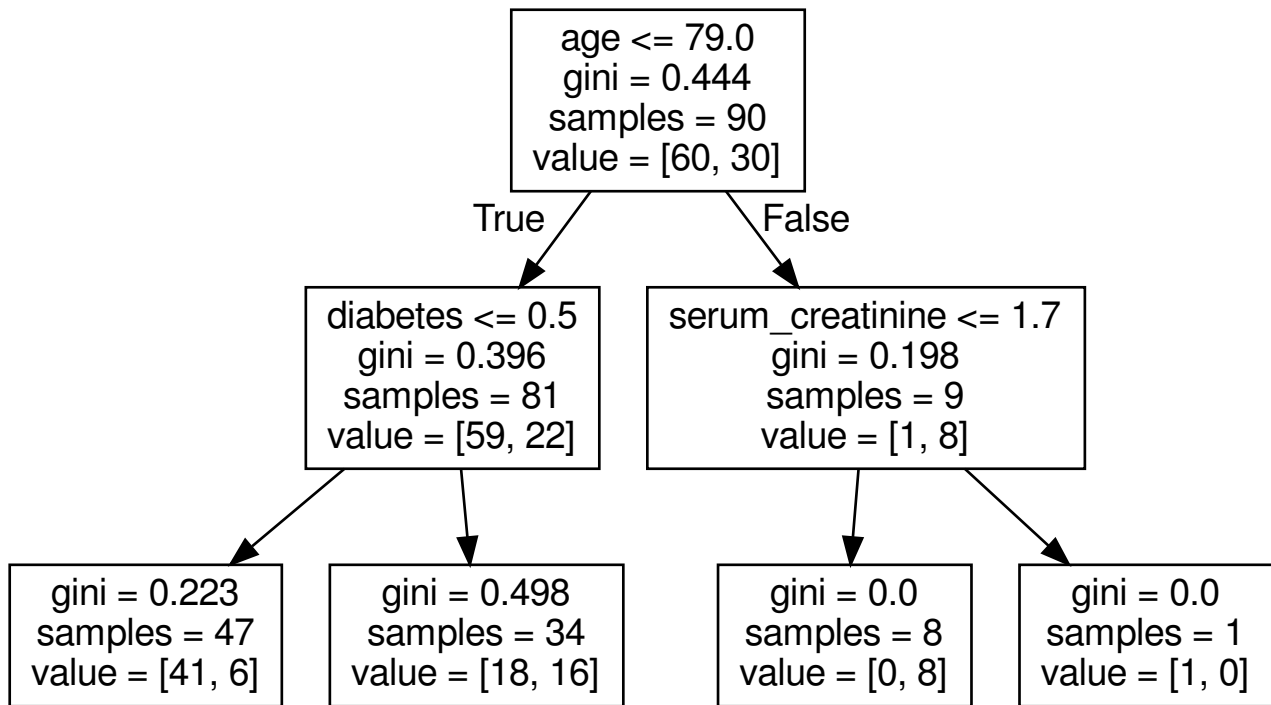 age <= 79.0
gini = 0.444
samples = 90
value = [60, 30]
True
False
diabetes <= 0.5
gini = 0.396
samples = 81
value = [59, 22]
serum_creatinine <= 1.7
gini = 0.198
samples = 9
value = [1, 8]
gini = 0.223
samples = 47
value = [41, 6]
gini = 0.498
samples = 34
value = [18, 16]
gini = 0.0
samples = 8
value = [0, 8]
gini = 0.0
samples = 1
value = [1, 0]